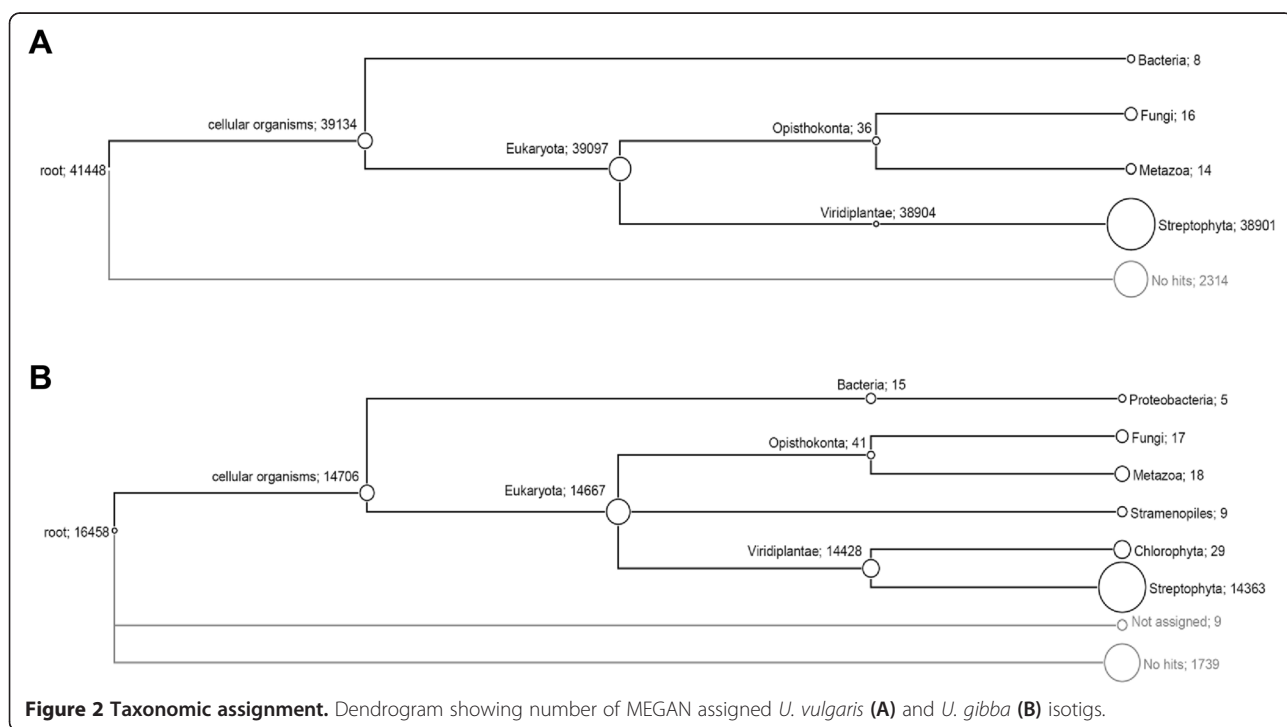 A
Bacteria; 8
cellular organisms; 39134
Fungi; 16
Opisthokonta; 36
Eukaryota; 39097
root; 41448
Metazoa; 14
Viridiplantae; 38904
Streptophyta; 38901
No hits; 2314
B
Bacteria; 15
Proteobacteria; 5
Fungi; 17
Opisthokonta; 41
Metazoa; 18
cellular organisms; 14706
Eukaryota; 14667
Stramenopiles; 9
root; 16458
Chlorophyta; 29
Viridiplantae; 14428
Streptophyta; 14363
Not assigned; 9
No hits; 1739
Figure 2 Taxonomic assignment. Dendrogram showing number of MEGAN assigned U. vulgaris (A) and U. gibba (B) isotigs.